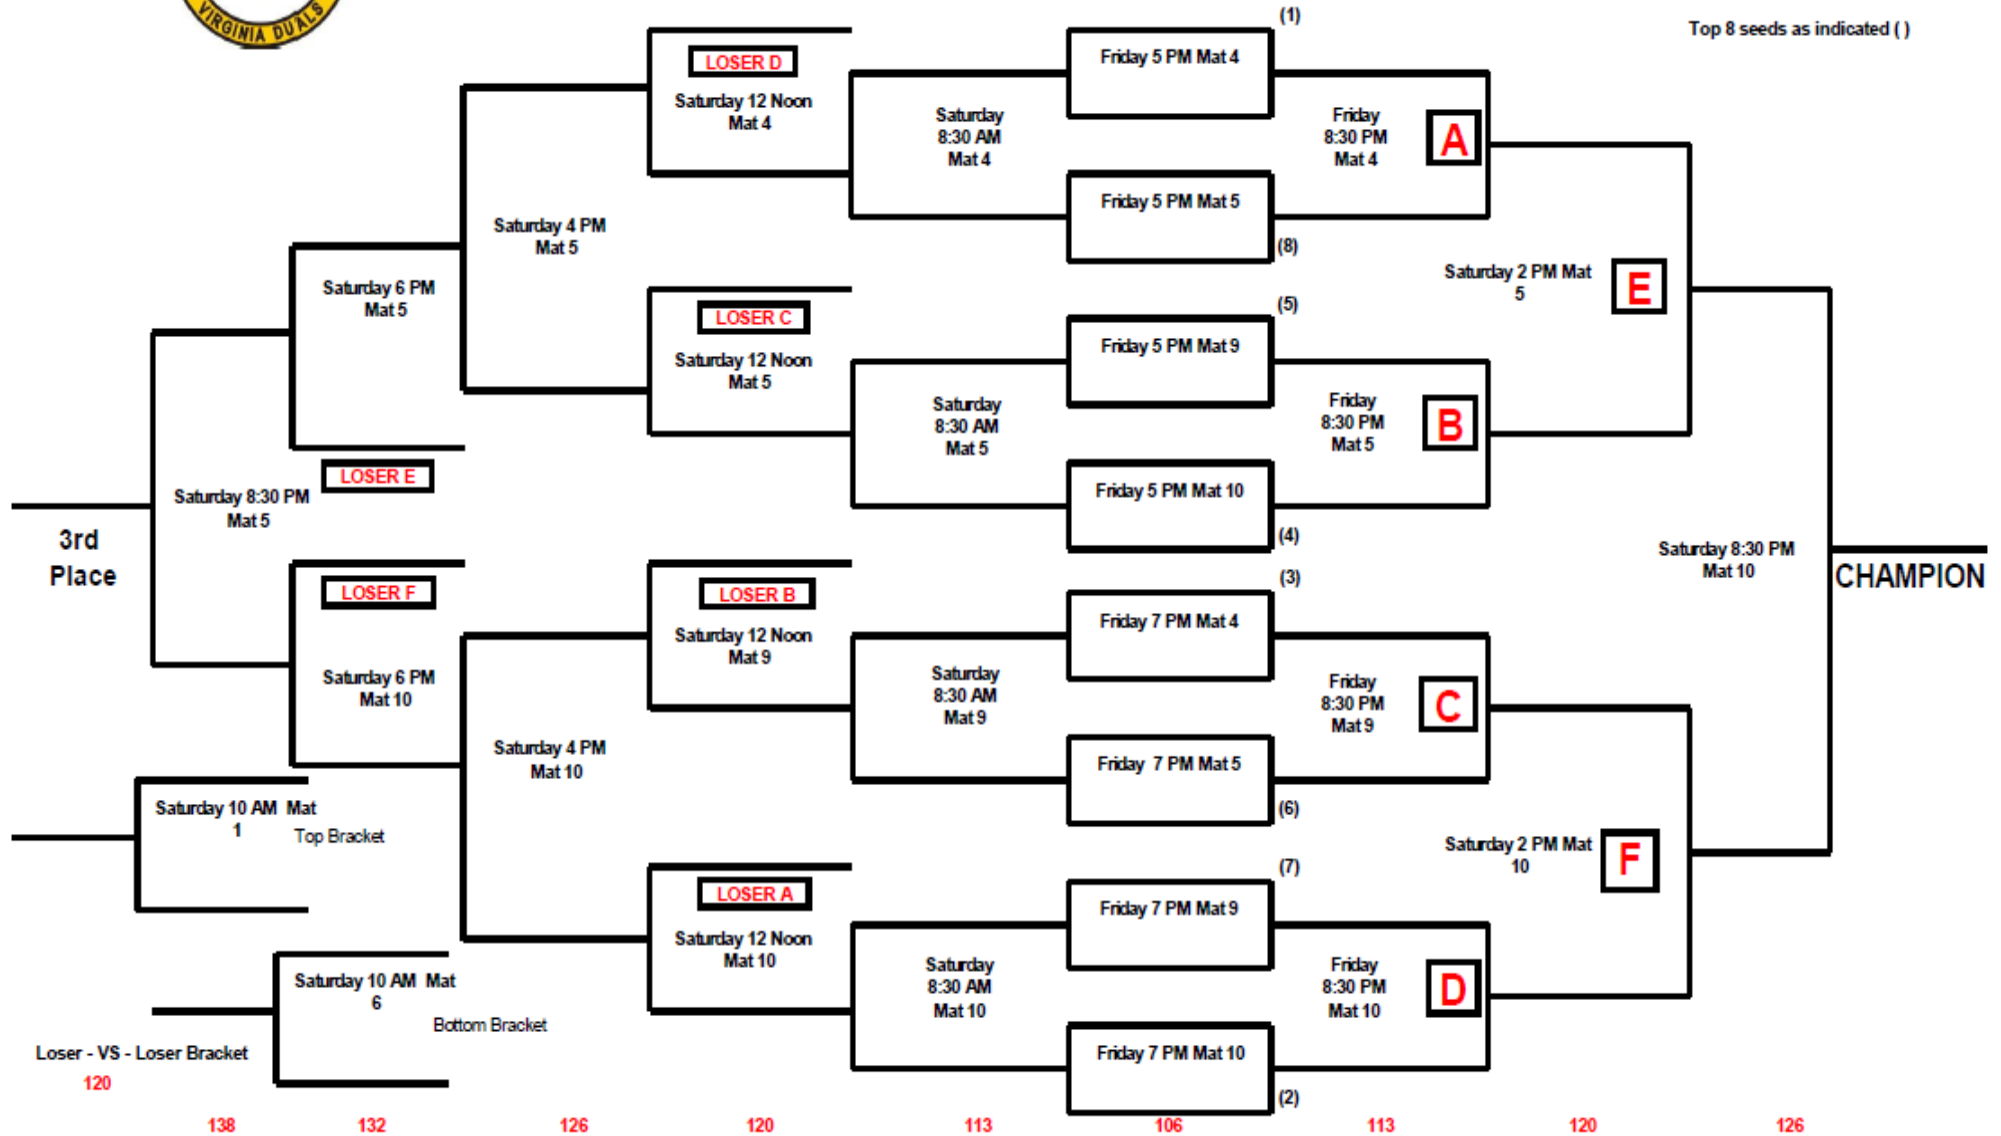 VIRGINIA DUALS
(1)
Top 8 seeds as indicated ( )
LOSER D
Saturday 12 Noon
Mat 4
Friday 5 PM Mat 4
Saturday
8:30 AM
Mat 4
Friday
8:30 PM
Mat 4
A
Friday 5 PM Mat 5
(8)
Saturday 4 PM
Mat 5
Saturday 2 PM Mat
5
E
Saturday 6 PM
Mat 5
LOSER C
Saturday 12 Noon
Mat 5
(5)
Friday 5 PM Mat 9
Saturday
8:30 AM
Mat 5
Friday
8:30 PM
Mat 5
B
LOSER E
Saturday 8:30 PM
Mat 5
Friday 5 PM Mat 10
(4)
3rd
Place
Saturday 8:30 PM
Mat 10
CHAMPION
LOSER F
LOSER B
Saturday 12 Noon
Mat 9
(3)
Friday 7 PM Mat 4
Saturday 6 PM
Mat 10
Saturday
8:30 AM
Mat 9
Friday
8:30 PM
Mat 9
C
Saturday 4 PM
Mat 10
Friday 7 PM Mat 5
(6)
Saturday 10 AM Mat
1
Top Bracket
Saturday 2 PM Mat
10
F
LOSER A
Saturday 12 Noon
Mat 10
(7)
Friday 7 PM Mat 9
Saturday 10 AM Mat
6
Bottom Bracket
Saturday
8:30 AM
Mat 10
Friday
8:30 PM
Mat 10
D
Loser - VS - Loser Bracket
120
Friday 7 PM Mat 10
(2)
138 132 126 120 113 106 113 120 126